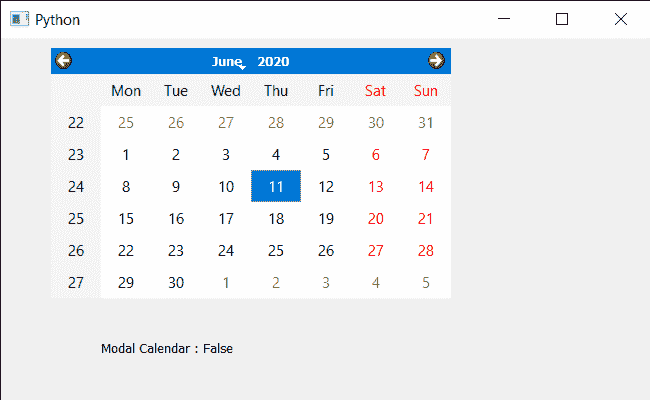 Python
June 2020
Mon Tue Wed Thu Fri Sat Sun
22 25 26 27 28 29 30 31
23 1 2 3 4 5 6 7
24 8 9 10 11 12 13 14
25 15 16 17 18 19 20 21
26 22 23 24 25 26 27 28
27 29 30 1 2 3 4 5
Modal Calendar : False